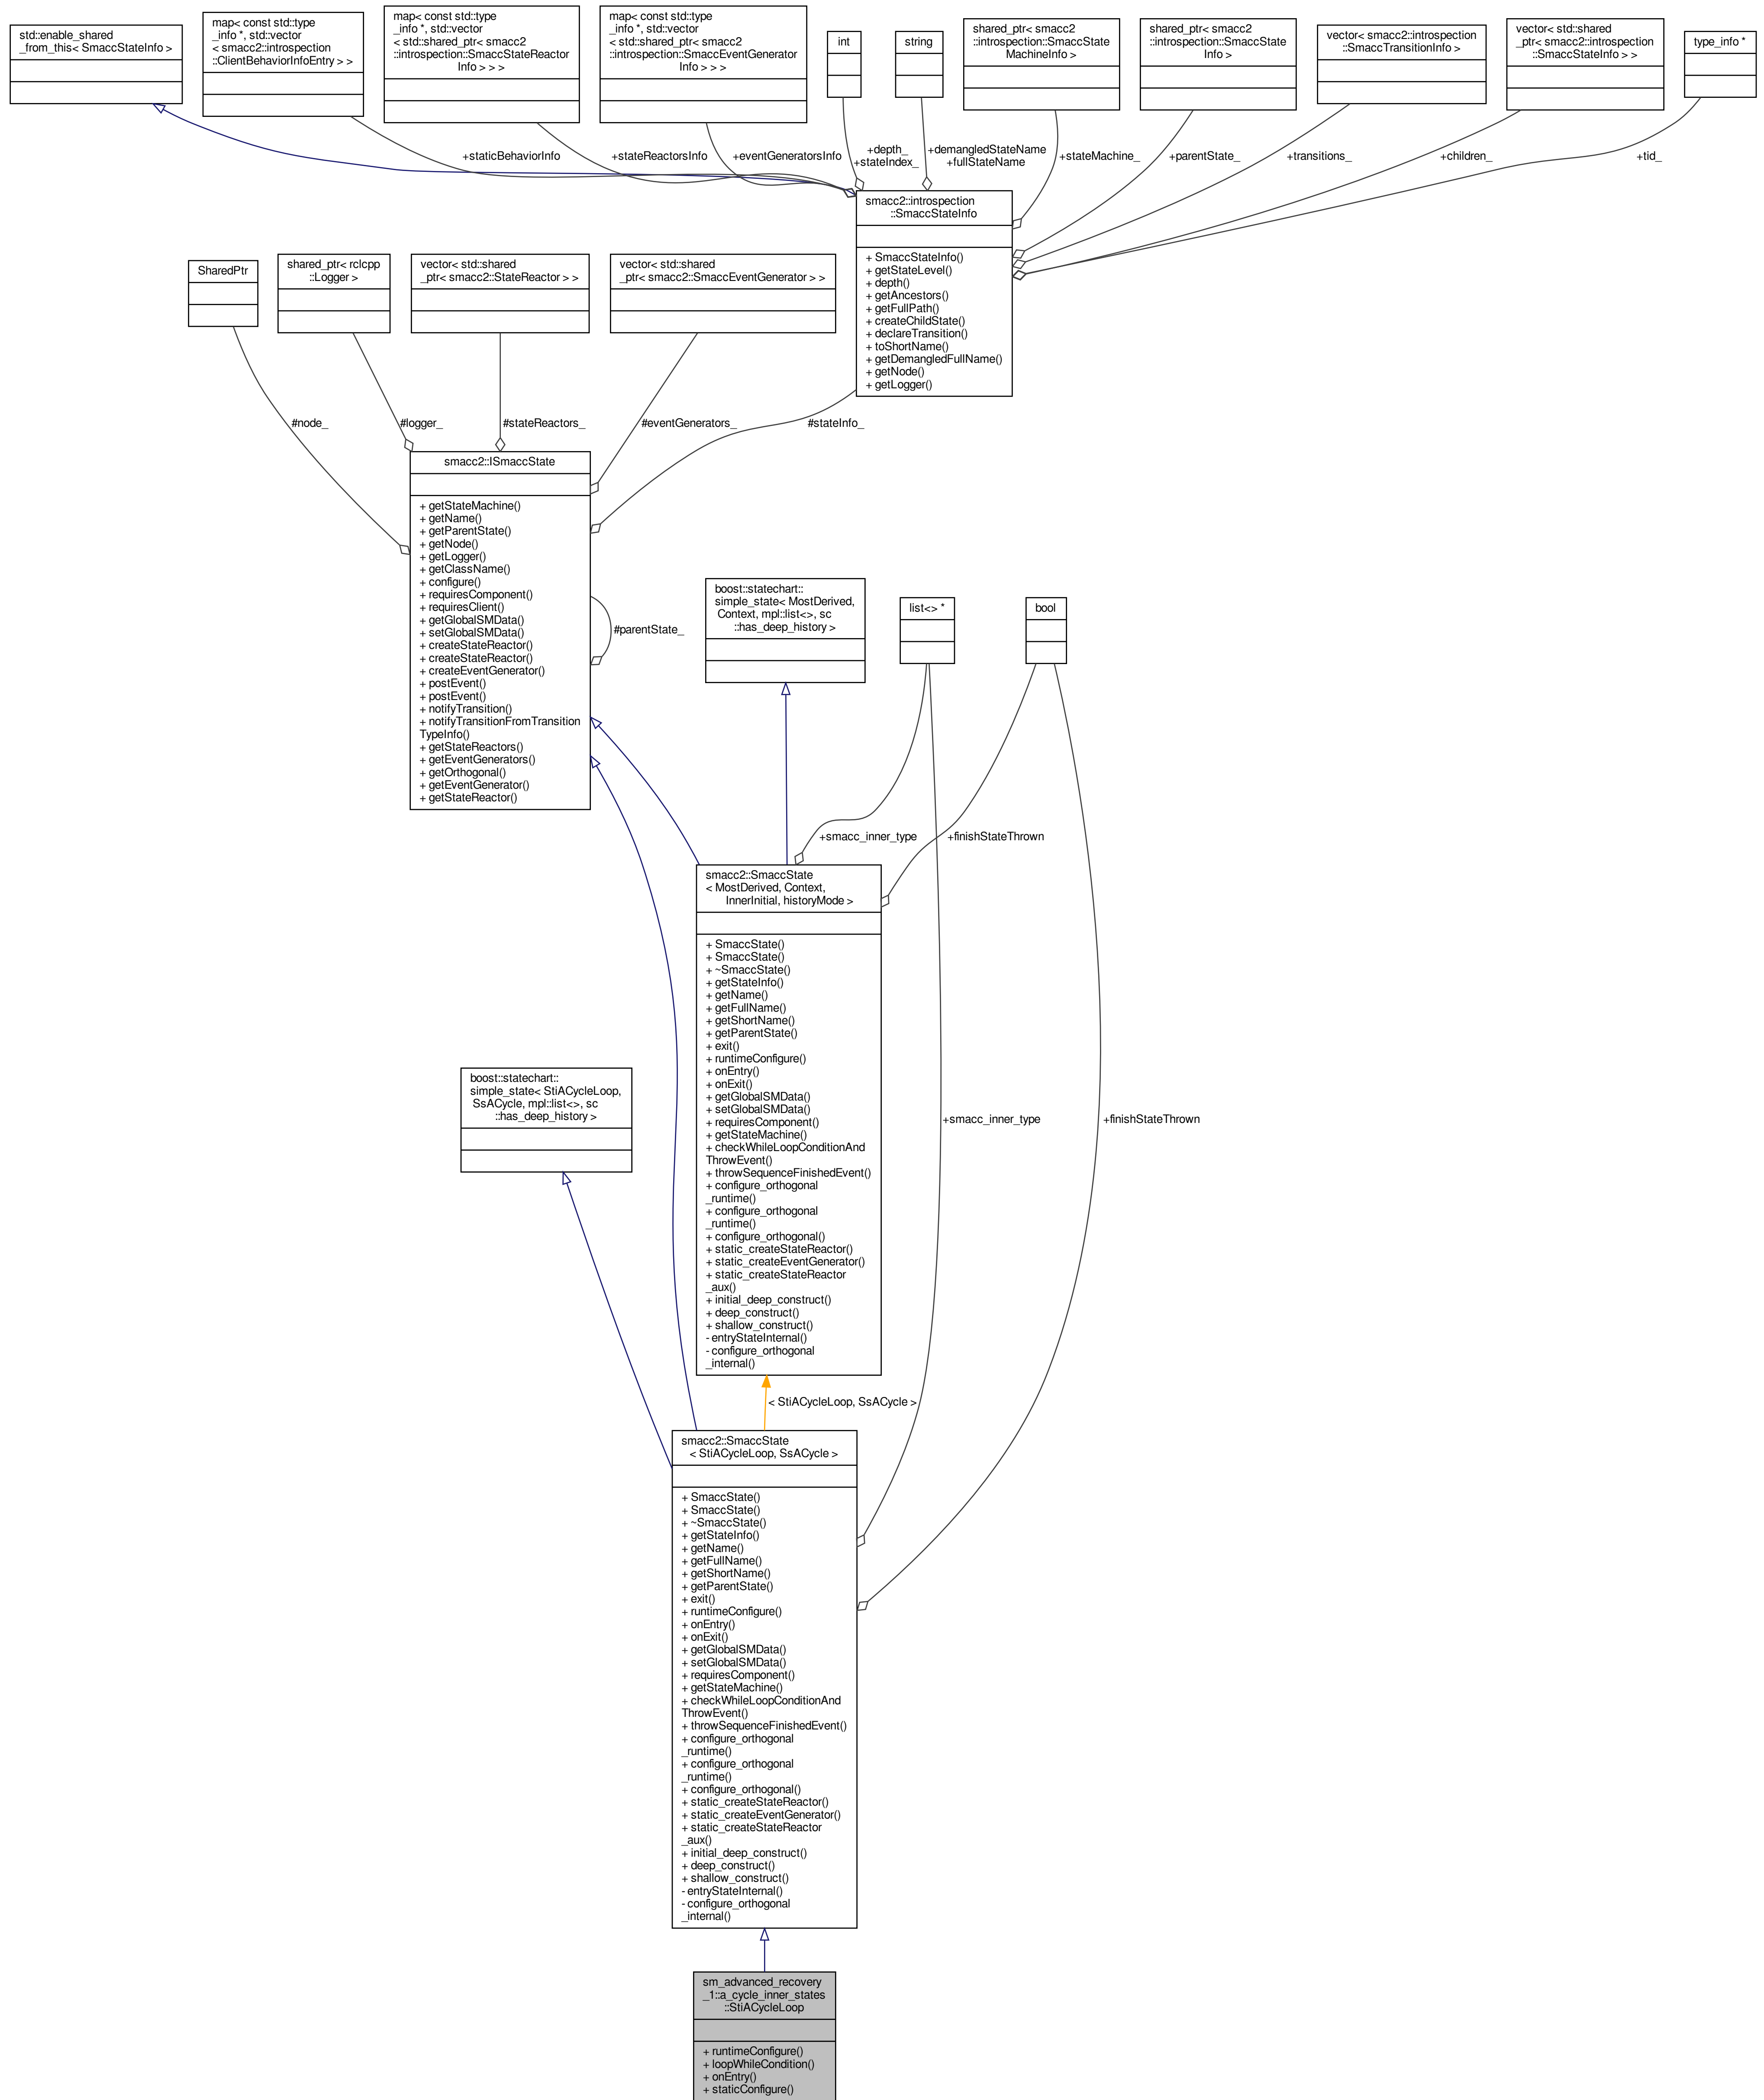 std::enable_shared
_from_this< SmaccStateInfo >
map< const std::type
_info *, std::vector
< smacc2::introspection
::ClientBehaviorInfoEntry > >
map< const std::type
_info *, std::vector
< std::shared_ptr< smacc2
::introspection::SmaccStateReactor
Info > > >
map< const std::type
_info *, std::vector
< std::shared_ptr< smacc2
::introspection::SmaccEventGenerator
Info > > >
int
string
shared_ptr< smacc2
::introspection::SmaccState
MachineInfo >
shared_ptr< smacc2
::introspection::SmaccState
Info >
vector< smacc2::introspection
::SmaccTransitionInfo >
vector< std::shared
_ptr< smacc2::introspection
::SmaccStateInfo > >
type_info *
+staticBehaviorInfo
+stateReactorsInfo
+eventGeneratorsInfo
+depth_
+stateIndex_
+demangledStateName
+fullStateName
+stateMachine_
+parentState_
+transitions_
+children_
+tid_
smacc2::introspection
::SmaccStateInfo
+ SmaccStateInfo()
+ getStateLevel()
+ depth()
+ getAncestors()
+ getFullPath()
+ createChildState()
+ declareTransition()
+ toShortName()
+ getDemangledFullName()
+ getNode()
+ getLogger()
SharedPtr
shared_ptr< rclcpp
::Logger >
vector< std::shared
_ptr< smacc2::StateReactor > >
vector< std::shared
_ptr< smacc2::SmaccEventGenerator > >
#node_
#logger_
#stateReactors_
#eventGenerators_
#stateInfo_
smacc2::ISmaccState
+ getStateMachine()
+ getName()
+ getParentState()
+ getNode()
+ getLogger()
+ getClassName()
+ configure()
+ requiresComponent()
+ requiresClient()
+ getGlobalSMData()
+ setGlobalSMData()
+ createStateReactor()
+ createStateReactor()
+ createEventGenerator()
+ postEvent()
+ postEvent()
+ notifyTransition()
+ notifyTransitionFromTransition
TypeInfo()
+ getStateReactors()
+ getEventGenerators()
+ getOrthogonal()
+ getEventGenerator()
+ getStateReactor()
#parentState_
boost::statechart::
simple_state< MostDerived,
Context, mpl::list<>, sc
::has_deep_history >
list<> *
bool
+smacc_inner_type
+finishStateThrown
smacc2::SmaccState
< MostDerived, Context,
InnerInitial, historyMode >
+ SmaccState()
+ SmaccState()
+ ~SmaccState()
+ getStateInfo()
+ getName()
+ getFullName()
+ getShortName()
+ getParentState()
+ exit()
+ runtimeConfigure()
+ onEntry()
+ onExit()
+ getGlobalSMData()
+ setGlobalSMData()
+ requiresComponent()
+ getStateMachine()
+ checkWhileLoopConditionAnd
ThrowEvent()
+ throwSequenceFinishedEvent()
+ configure_orthogonal
_runtime()
+ configure_orthogonal
_runtime()
+ configure_orthogonal()
+ static_createStateReactor()
+ static_createEventGenerator()
+ static_createStateReactor
_aux()
+ initial_deep_construct()
+ deep_construct()
+ shallow_construct()
- entryStateInternal()
- configure_orthogonal
_internal()
boost::statechart::
simple_state< StiACycleLoop,
SsACycle, mpl::list<>, sc
::has_deep_history >
+smacc_inner_type
+finishStateThrown
< StiACycleLoop, SsACycle >
smacc2::SmaccState
< StiACycleLoop, SsACycle >
+ SmaccState()
+ SmaccState()
+ ~SmaccState()
+ getStateInfo()
+ getName()
+ getFullName()
+ getShortName()
+ getParentState()
+ exit()
+ runtimeConfigure()
+ onEntry()
+ onExit()
+ getGlobalSMData()
+ setGlobalSMData()
+ requiresComponent()
+ getStateMachine()
+ checkWhileLoopConditionAnd
ThrowEvent()
+ throwSequenceFinishedEvent()
+ configure_orthogonal
_runtime()
+ configure_orthogonal
_runtime()
+ configure_orthogonal()
+ static_createStateReactor()
+ static_createEventGenerator()
+ static_createStateReactor
_aux()
+ initial_deep_construct()
+ deep_construct()
+ shallow_construct()
- entryStateInternal()
- configure_orthogonal
_internal()
sm_advanced_recovery
_1::a_cycle_inner_states
::StiACycleLoop
+ runtimeConfigure()
+ loopWhileCondition()
+ onEntry()
+ staticConfigure()